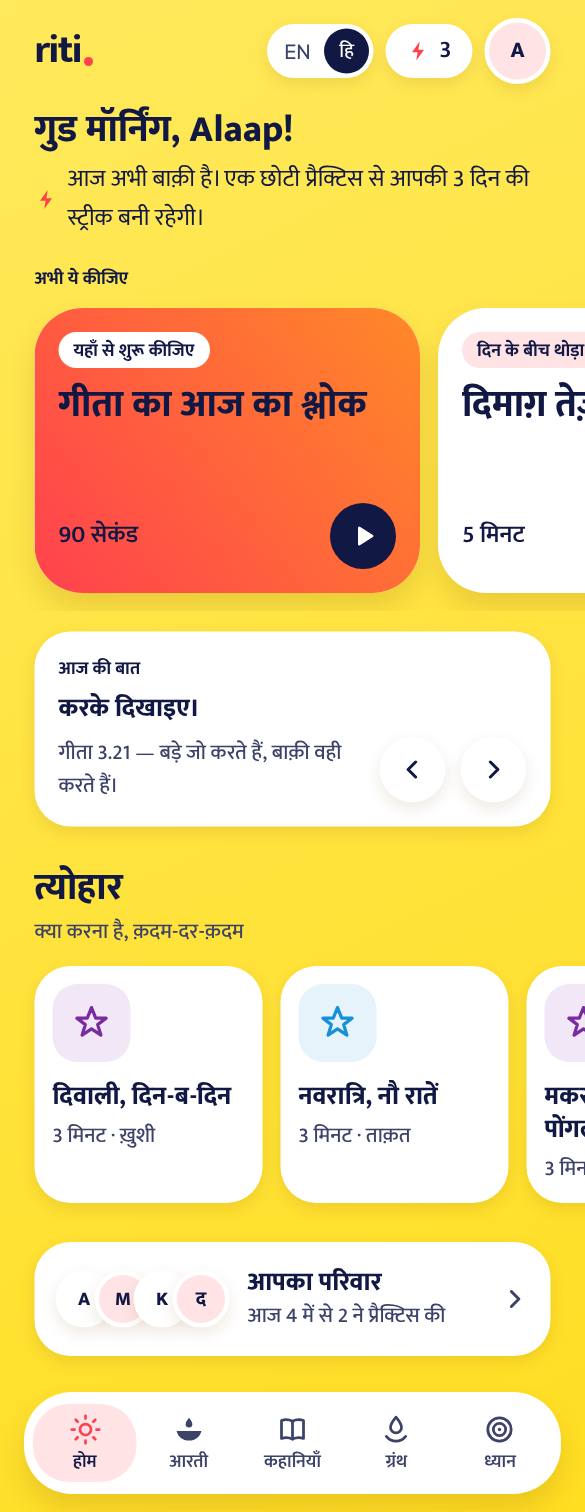 riti.
EN हि 3 A
गुड मॉर्निंग, Alaap!
आज अभी बाक़ी है। एक छोटी प्रैक्टिस से आपकी 3 दिन की
स्ट्रीक बनी रहेगी।
अभी ये कीजिए
यहाँ से शुरू कीजिए
गीता का आज का श्लोक
90 सेकंड
दिन के बीच थोड़ा
दिमाग़
5 मिनट
आज की बात
करके दिखाइए।
गीता 3.21 — बड़े जो करते हैं, बाक़ी वही
करते हैं।
त्योहार
क्या करना है, क़दम-दर-क़दम
दिवाली, दिन-ब-दिन
3 मिनट · ख़ुशी
नवरात्रि, नौ रातें
3 मिनट · ताक़त
3
A M K द
आपका परिवार
आज 4 में से 2 ने प्रैक्टिस की
होम आरती कहानियाँ ग्रंथ ध्यान